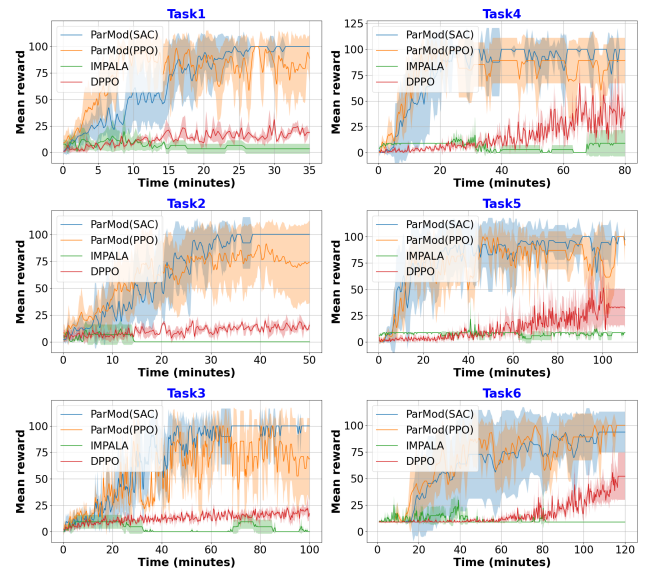 Task1
Mean reward
100
75
50
25
0
ParMod(SAC)
ParMod(PPO)
IMPALA
DPPO
0 5 10 15 20 25 30 35
Time (minutes)
Task4
Mean reward
125
100
75
50
25
0
ParMod(SAC)
ParMod(PPO)
IMPALA
DPPO
0 20 40 60 80
Time (minutes)
Task2
Mean reward
100
75
50
25
0
ParMod(SAC)
ParMod(PPO)
IMPALA
DPPO
0 10 20 30 40 50
Time (minutes)
Task5
Mean reward
100
75
50
25
0
ParMod(SAC)
ParMod(PPO)
IMPALA
DPPO
0 20 40 60 80 100
Time (minutes)
Task3
Mean reward
100
75
50
25
0
ParMod(SAC)
ParMod(PPO)
IMPALA
DPPO
0 20 40 60 80 100
Time (minutes)
Task6
Mean reward
100
75
50
25
0
ParMod(SAC)
ParMod(PPO)
IMPALA
DPPO
0 20 40 60 80 100 120
Time (minutes)